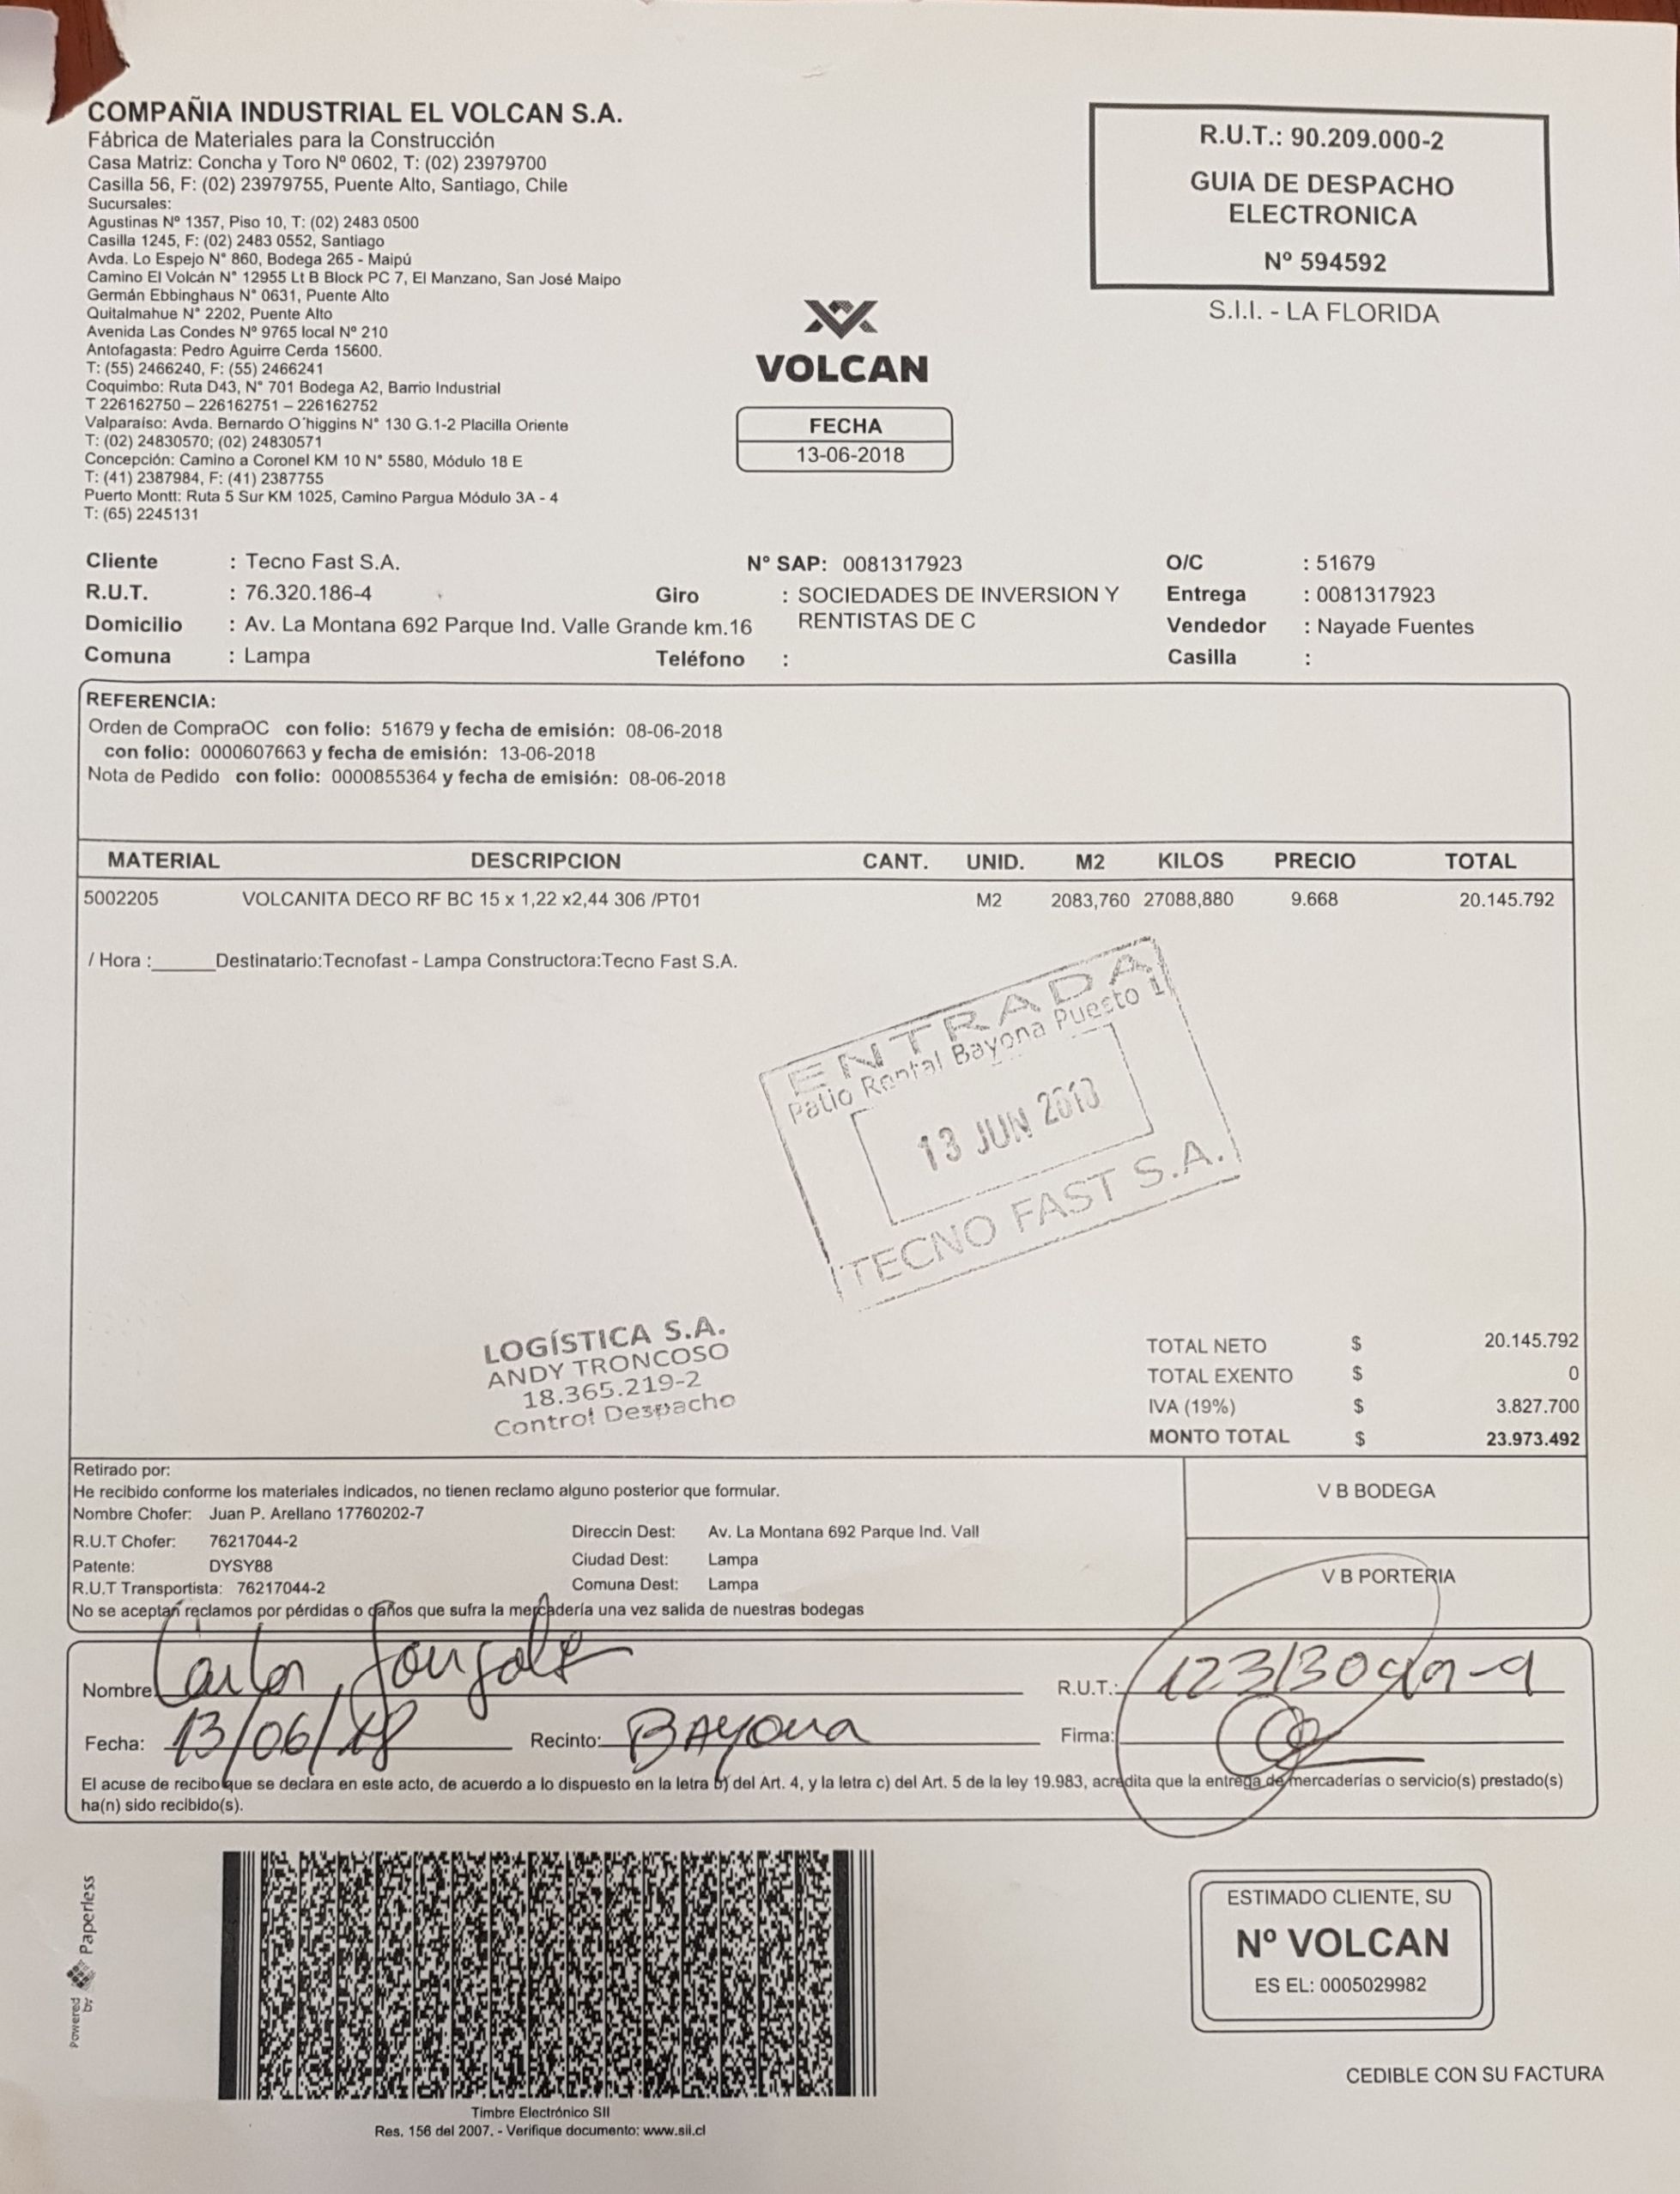 COMPAÑIA INDUSTRIAL EL VOLCAN S.A.
Fábrica de Materiales para la Construcción
Casa Matriz: Concha y Toro Nº 0602, T: (02) 23979700
Casilla 56, F: (02) 23979755, Puente Alto, Santiago, Chile
Sucursales:
Agustinas Nº 1357, Piso 10, T: (02) 2483 0500
Casilla 1245, F: (02) 2483 0552, Santiago
Avda. Lo Espejo N° 860, Bodega 265 - Maipú
Camino El Volcán N° 12955 Lt B Block PC 7, El Manzano, San José Maipo
Germán Ebbinghaus N° 0631, Puente Alto
Quitalmahue N° 2202, Puente Alto
Avenida Las Condes Nº 9765 local Nº 210
Antofagasta: Pedro Aguirre Cerda 15600.
T: (55) 2466240, F: (55) 2466241
Coquimbo: Ruta D43, N° 701 Bodega A2, Barrio Industrial
T 226162750 – 226162751 – 226162752
Valparaíso: Avda. Bernardo O´higgins N° 130 G.1-2 Placilla Oriente
T: (02) 24830570; (02) 24830571
Concepción: Camino a Coronel KM 10 N° 5580, Módulo 18 E
T: (41) 2387984, F: (41) 2387755
Puerto Montt: Ruta 5 Sur KM 1025, Camino Pargua Módulo 3A - 4
T: (65) 2245131
R.U.T.: 90.209.000-2
GUIA DE DESPACHO
ELECTRONICA
Nº 594592
S.I.I. - LA FLORIDA
VOLCAN
FECHA
13-06-2018
Cliente : Tecno Fast S.A. Nº SAP: 0081317923 O/C : 51679
R.U.T. : 76.320.186-4 Giro : SOCIEDADES DE INVERSION Y Entrega : 0081317923
RENTISTAS DE C
Domicilio : Av. La Montana 692 Parque Ind. Valle Grande km.16 Vendedor : Nayade Fuentes
Comuna : Lampa Teléfono : Casilla :
REFERENCIA:
Orden de CompraOC con folio: 51679 y fecha de emisión: 08-06-2018
con folio: 0000607663 y fecha de emisión: 13-06-2018
Nota de Pedido con folio: 0000855364 y fecha de emisión: 08-06-2018
MATERIAL DESCRIPCION CANT. UNID. M2 KILOS PRECIO TOTAL
5002205 VOLCANITA DECO RF BC 15 x 1,22 x2,44 306 /PT01 M2 2083,760 27088,880 9.668 20.145.792
/ Hora :______Destinatario:Tecnofast - Lampa Constructora:Tecno Fast S.A.
ENTRADA
Patio Rental Bayona Puesto 1
13 JUN 2018
TECNO FAST S.A.
LOGÍSTICA S.A.
ANDY TRONCOSO
18.365.219-2
Control Despacho
TOTAL NETO $ 20.145.792
TOTAL EXENTO $ 0
IVA (19%) $ 3.827.700
MONTO TOTAL $ 23.973.492
Retirado por:
He recibido conforme los materiales indicados, no tienen reclamo alguno posterior que formular.
Nombre Chofer: Juan P. Arellano 17760202-7
R.U.T Chofer: 76217044-2 Direccin Dest: Av. La Montana 692 Parque Ind. Vall
Patente: DYSY88 Ciudad Dest: Lampa
R.U.T Transportista: 76217044-2 Comuna Dest: Lampa
No se aceptan reclamos por pérdidas o daños que sufra la mercadería una vez salida de nuestras bodegas
V B BODEGA
V B PORTERIA
Nombre: Carlos Gonzalez R.U.T.:
Fecha: 13/06/18 Recinto: BAyona Firma:
El acuse de recibo que se declara en este acto, de acuerdo a lo dispuesto en la letra b) del Art. 4, y la letra c) del Art. 5 de la ley 19.983, acredita que la entrega de mercaderías o servicio(s) prestado(s)
ha(n) sido recibido(s).
Powered by: Paperless
Timbre Electrónico SII
Res. 156 del 2007. - Verifique documento: www.sii.cl
ESTIMADO CLIENTE, SU
Nº VOLCAN
ES EL: 0005029982
CEDIBLE CON SU FACTURA